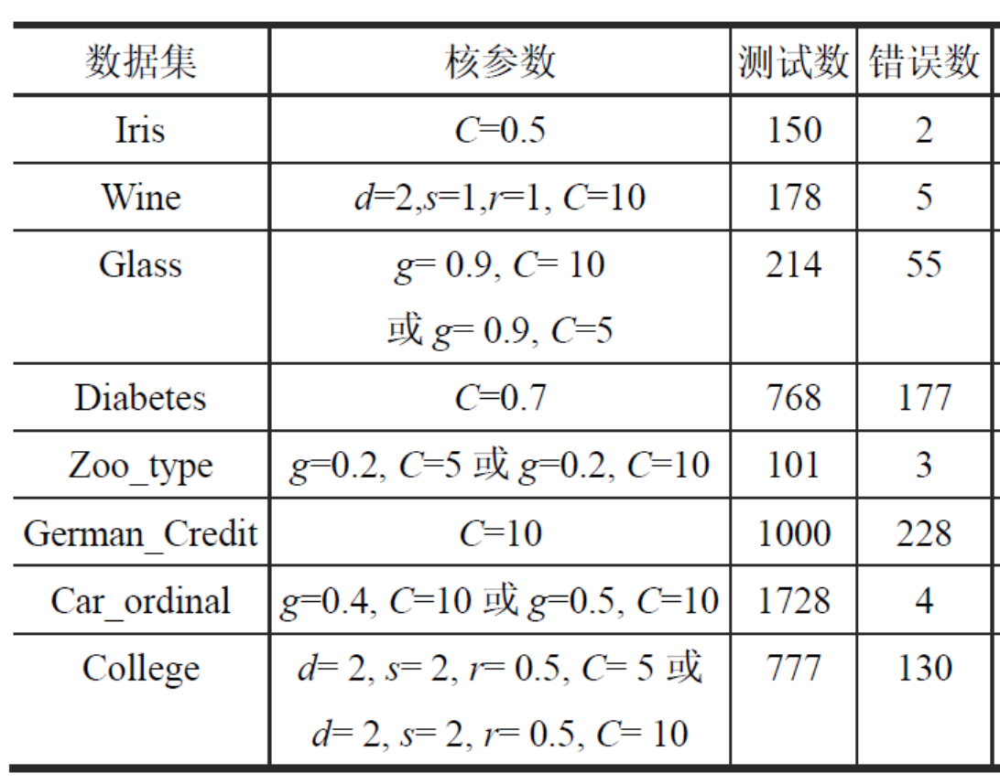 数据集 核参数 测试数 错误数
Iris C=0.5 150 2
Wine d=2,s=1,r=1, C=10 178 5
Glass g= 0.9, C= 10 214 55
或 g= 0.9, C=5
Diabetes C=0.7 768 177
Zoo_type g=0.2, C=5 或 g=0.2, C=10 101 3
German_Credit C=10 1000 228
Car_ordinal g=0.4, C=10 或 g=0.5, C=10 1728 4
College d= 2, s= 2, r= 0.5, C= 5 或 777 130
d= 2, s= 2, r= 0.5, C= 10